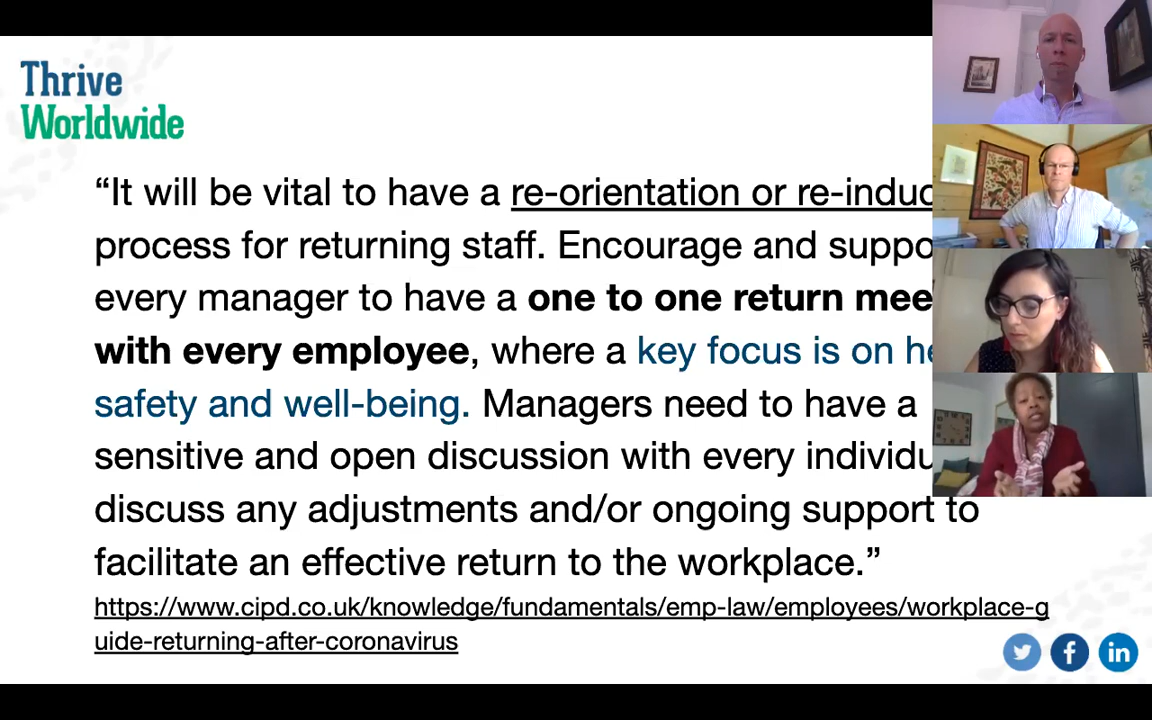 Thrive
Worldwide
“It will be vital to have a re-orientation or re-induc
process for returning staff. Encourage and suppo
every manager to have a one to one return mee
with every employee, where a key focus is on he
safety and well-being. Managers need to have a
sensitive and open discussion with every individu
discuss any adjustments and/or ongoing support to
facilitate an effective return to the workplace.”
https://www.cipd.co.uk/knowledge/fundamentals/emp-law/employees/workplace-g
uide-returning-after-coronavirus
f
in